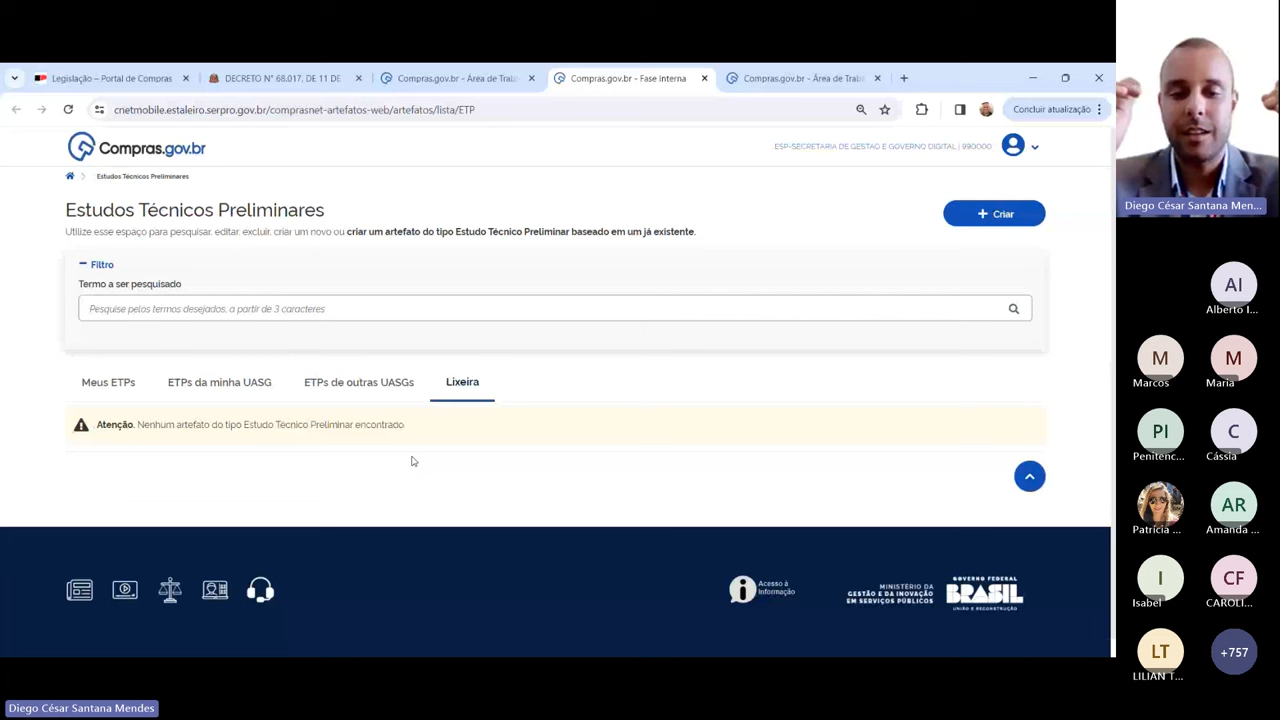 Legislação – Portal de Compras
DECRETO N° 68.017, DE 11 DE
Compras.gov.br - Área de Trab
Compras.gov.br - Fase Interna
Compras.gov.br - Área de Trab
cnetmobile.estaleiro.serpro.gov.br/comprasnet-artefatos-web/artefatos/lista/ETP
Concluir atualização
Compras.gov.br
ESP-SECRETARIA DE GESTAO E GOVERNO DIGITAL | 990000
Estudos Técnicos Preliminares
Estudos Técnicos Preliminares
+ Criar
Utilize esse espaço para pesquisar, editar, excluir, criar um novo ou criar um artefato do tipo Estudo Técnico Preliminar baseado em um já existente.
Filtro
Termo a ser pesquisado
Pesquise pelos termos desejados, a partir de 3 caracteres
Meus ETPs
ETPs da minha UASG
ETPs de outras UASGs
Lixeira
Atenção. Nenhum artefato do tipo Estudo Técnico Preliminar encontrado.
Acesso à
Informação
MINISTÉRIO DA
GESTÃO E DA INOVAÇÃO
EM SERVIÇOS PÚBLICOS
GOVERNO FEDERAL
BRASIL
UNIÃO E RECONSTRUÇÃO
Diego César Santana Men...
AI
Alberto I...
M
Marcos
M
Maria
PI
Penitenc...
C
Cássia
Patrícia ...
AR
Amanda ...
I
Isabel
CF
CAROLI...
LT
LILIAN T...
+757
Diego César Santana Mendes